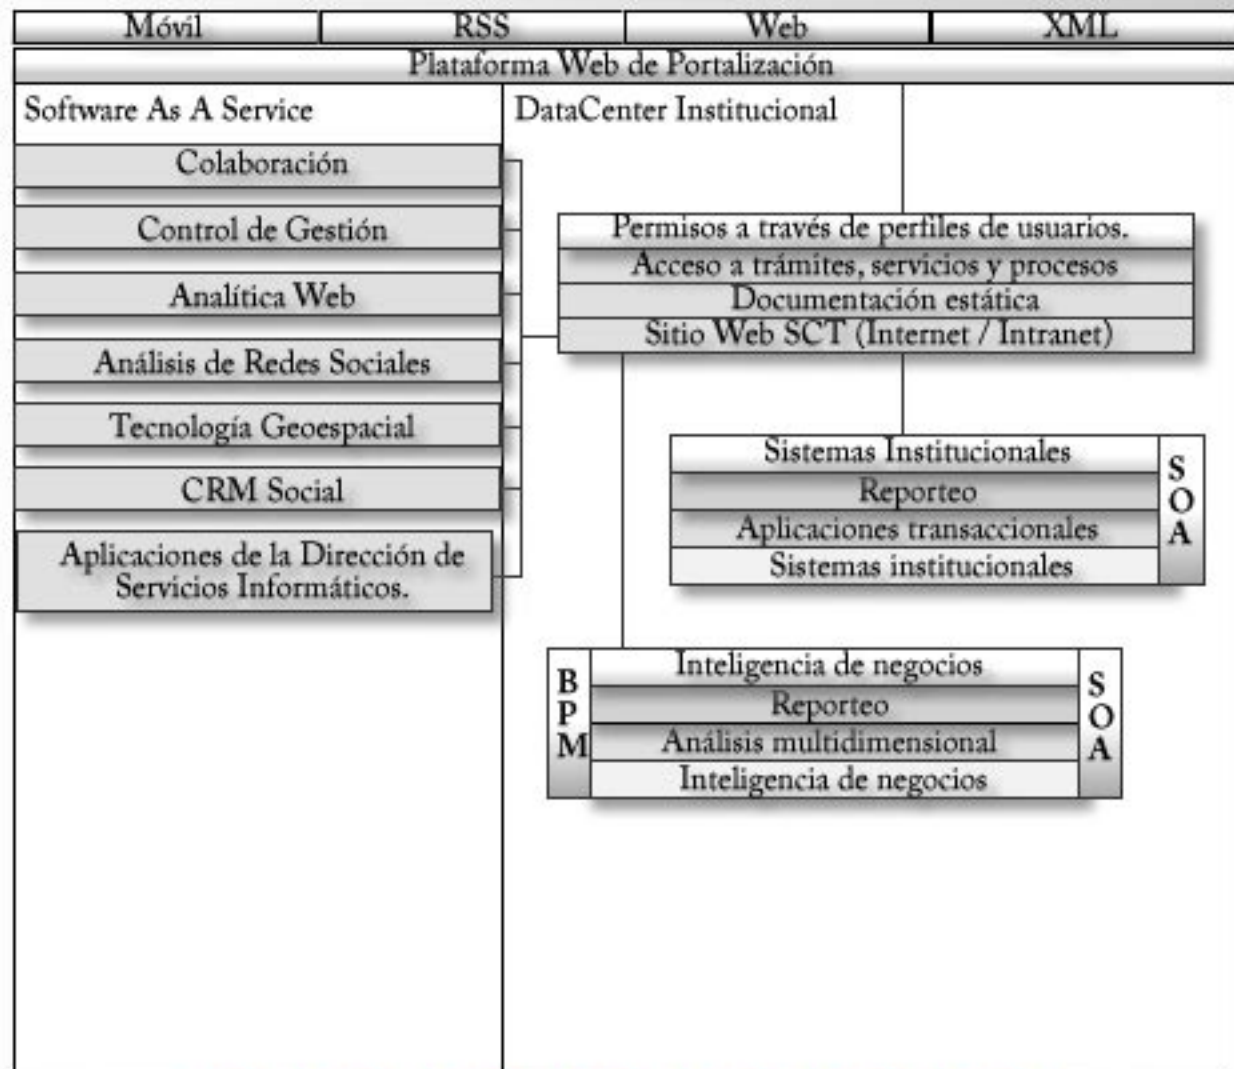 Móvil
RSS
Web
XML
Plataforma Web de Portalización
Software As A Service
Colaboración
Control de Gestión
Analítica Web
Análisis de Redes Sociales
Tecnología Geoespacial
CRM Social
Aplicaciones de la Dirección de
Servicios Informáticos.
DataCenter Institucional
Permisos a través de perfiles de usuarios.
Acceso a trámites, servicios y procesos
Documentación estática
Sitio Web SCT (Internet / Intranet)
Sistemas Institucionales
Reporteo
Aplicaciones transaccionales
Sistemas institucionales
SOA
BPM
Inteligencia de negocios
Reporteo
Análisis multidimensional
Inteligencia de negocios
SOA